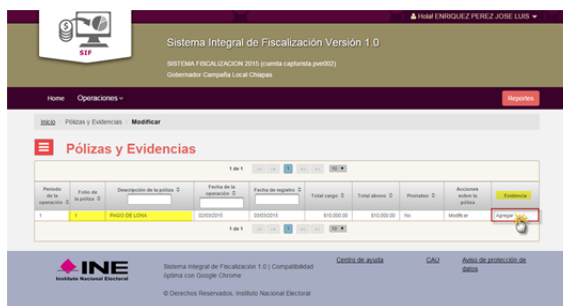 Hola! ENRIQUEZ PEREZ JOSE LUIS
SIF
Sistema Integral de Fiscalización Versión 1.0
SISTEMA FISCALIZACION 2015 (cuenta capturista.pve002)
Gobernador Campaña Local Chiapas
Home Operaciones Reportes
Inicio Pólizas y Evidencias Modificar
Pólizas y Evidencias
1 de 1 1 10
Periodo de la operación Folio de la póliza Descripción de la póliza Fecha de la operación Fecha de registro Total cargo Total abono Prorrateo Acciones sobre la póliza Evidencia
1 1 PAGO DE LONA 02/03/2015 03/03/2015 $10,000.00 $10,000.00 No Modificar Agregar
1 de 1 1 10
INE
Instituto Nacional Electoral
Sistema Integral de Fiscalización 1.0 | Compatibilidad
óptima con Google Chrome
© Derechos Reservados, Instituto Nacional Electoral
Centro de ayuda CAU Aviso de protección de
datos